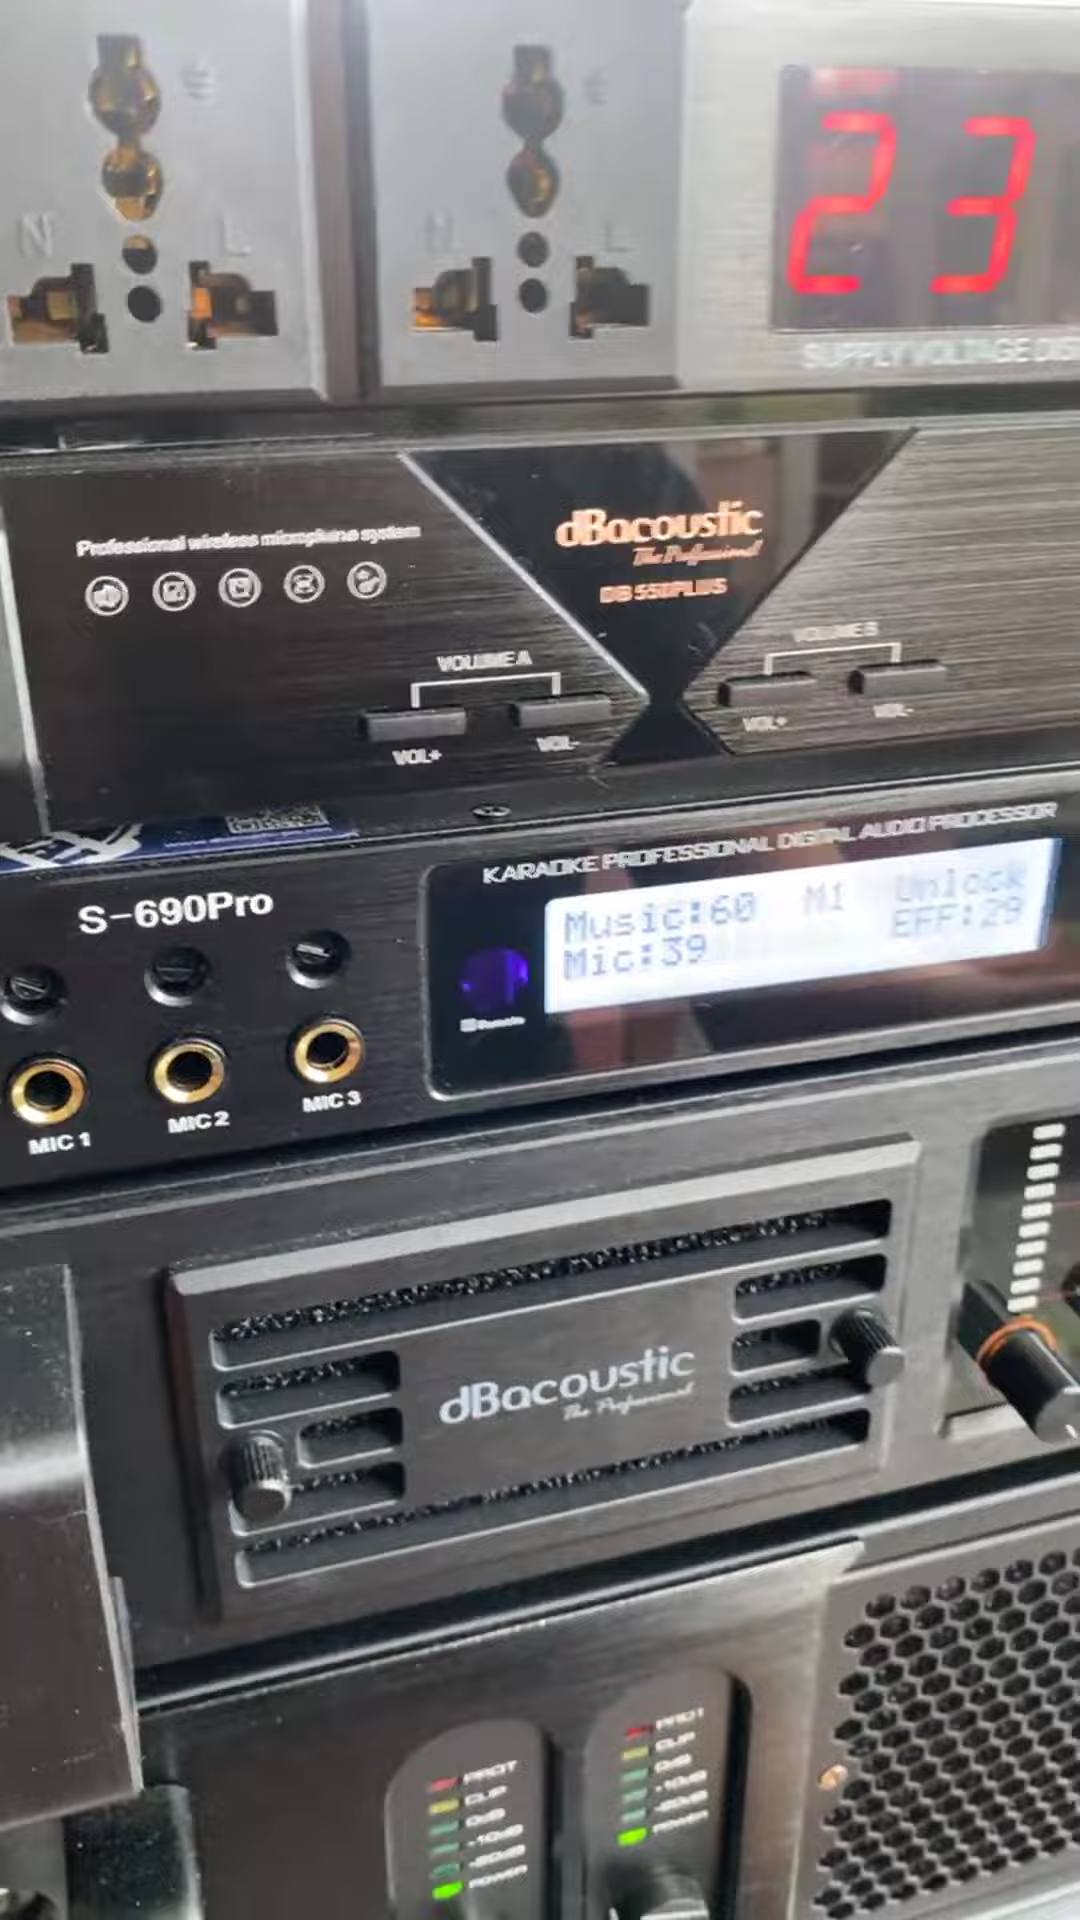 23
N L
L
SUPPLY VOLTAGE
dBacoustic
The Professional
DB 550PLUS
Professional wireless microphone system
VOLUME A
VOL+ VOL-
VOLUME B
VOL+ VOL-
KARAOKE PROFESSIONAL DIGITAL AUDIO PROCESSOR
S-690Pro
Music:60 M1 Unlock
Mic:39 EFF:29
Remote
MIC 1 MIC 2 MIC 3
dBacoustic
The Professional
PROT
CLIP
0dB
-10dB
-20dB
POWER
PROT
CLIP
0dB
-10dB
-20dB
POWER